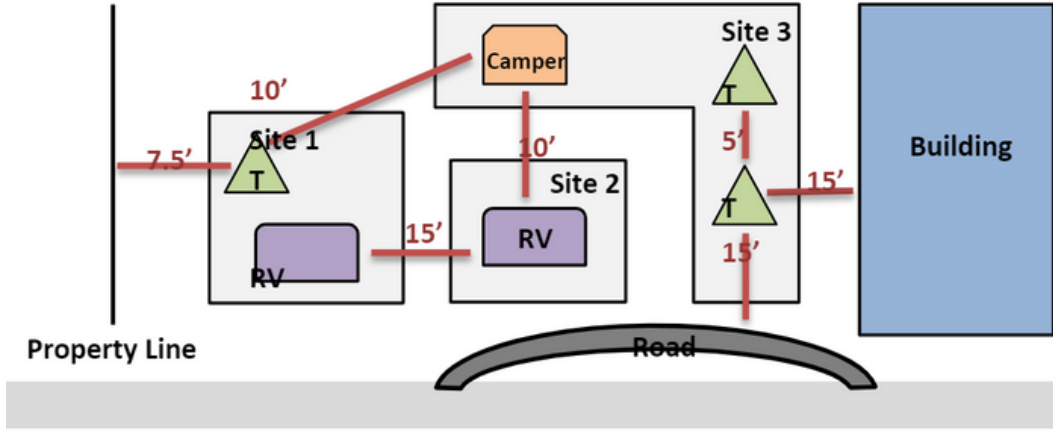 Site 3
Camper
10’
T
Site 1
5’
Building
7.5’
10’
T
Site 2
15’
T
15’
RV
15’
RV
Road
Property Line